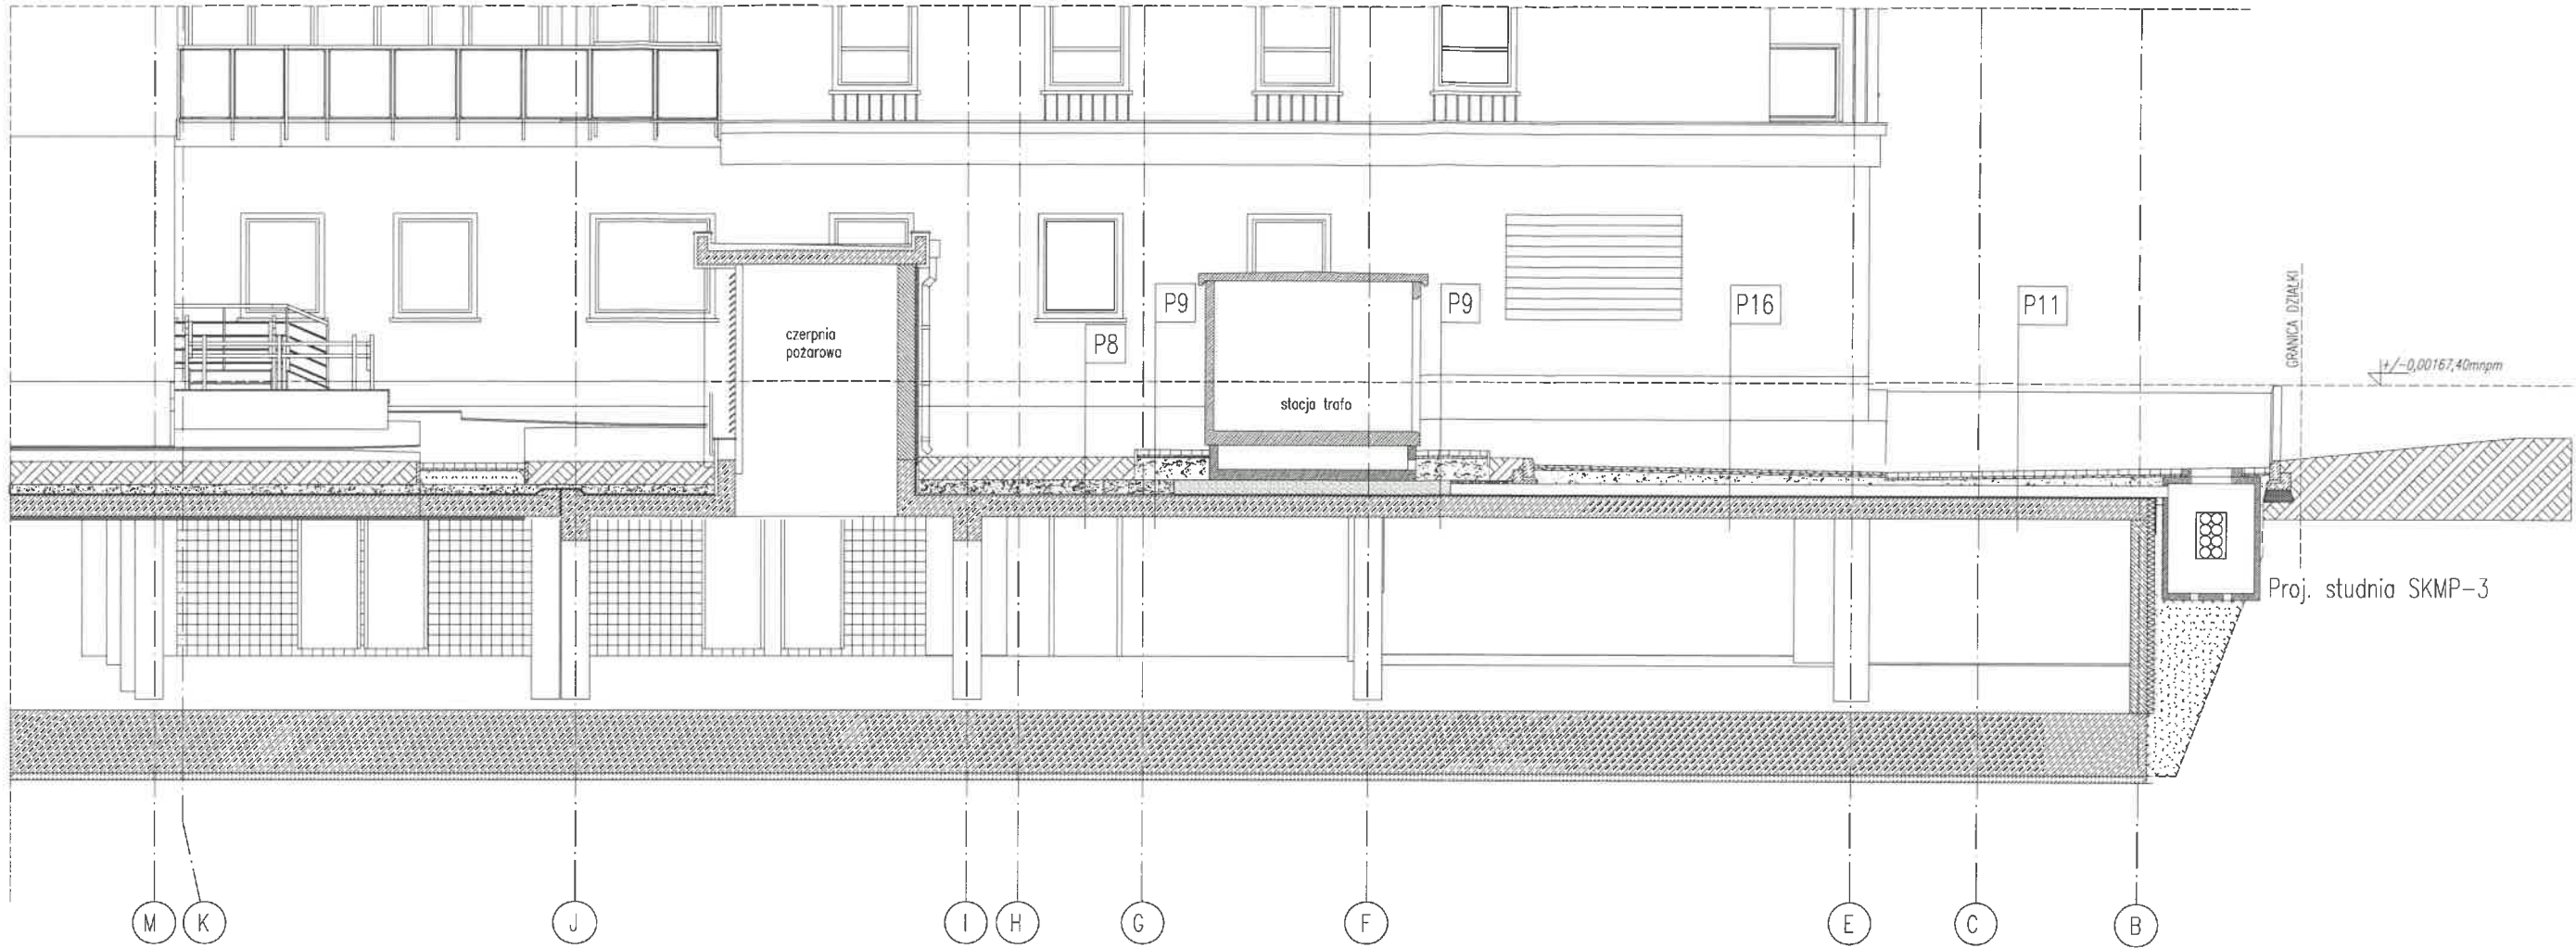 czerpnia
pożarowa
P8
P9
stacja trafo
P9
P16
P11
GRANICA DZIAŁKI
+/-0,00167,40mnpm
Proj. studnia SKMP-3
M
K
J
I
H
G
F
E
C
B